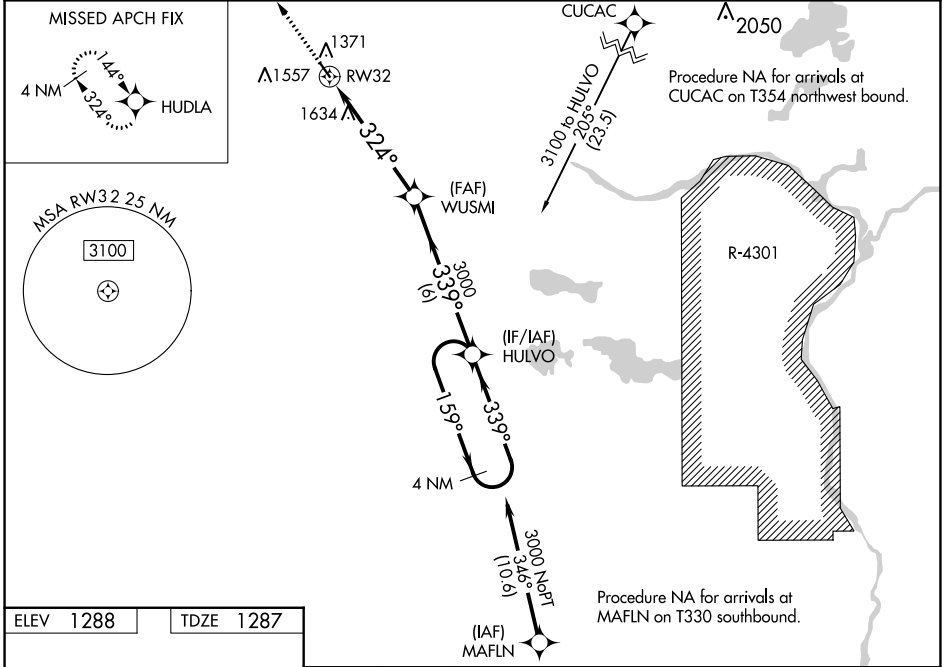 MISSED APCH FIX
144°
4 NM
324°
HUDLA
MSA RW32 25 NM
3100
1371
1557
RW32
1634
324°
CUCAC
3100 to HULVO
205°
(23.5)
2050
Procedure NA for arrivals at
CUCAC on T354 northwest bound.
(FAF)
WUSMI
R-4301
3000
339°
(6)
(IF/IAF)
HULVO
159°
339°
4 NM
3000 NoPT
346°
(10.6)
Procedure NA for arrivals at
MAFLN on T330 southbound.
(IAF)
MAFLN
ELEV 1288
TDZE 1287